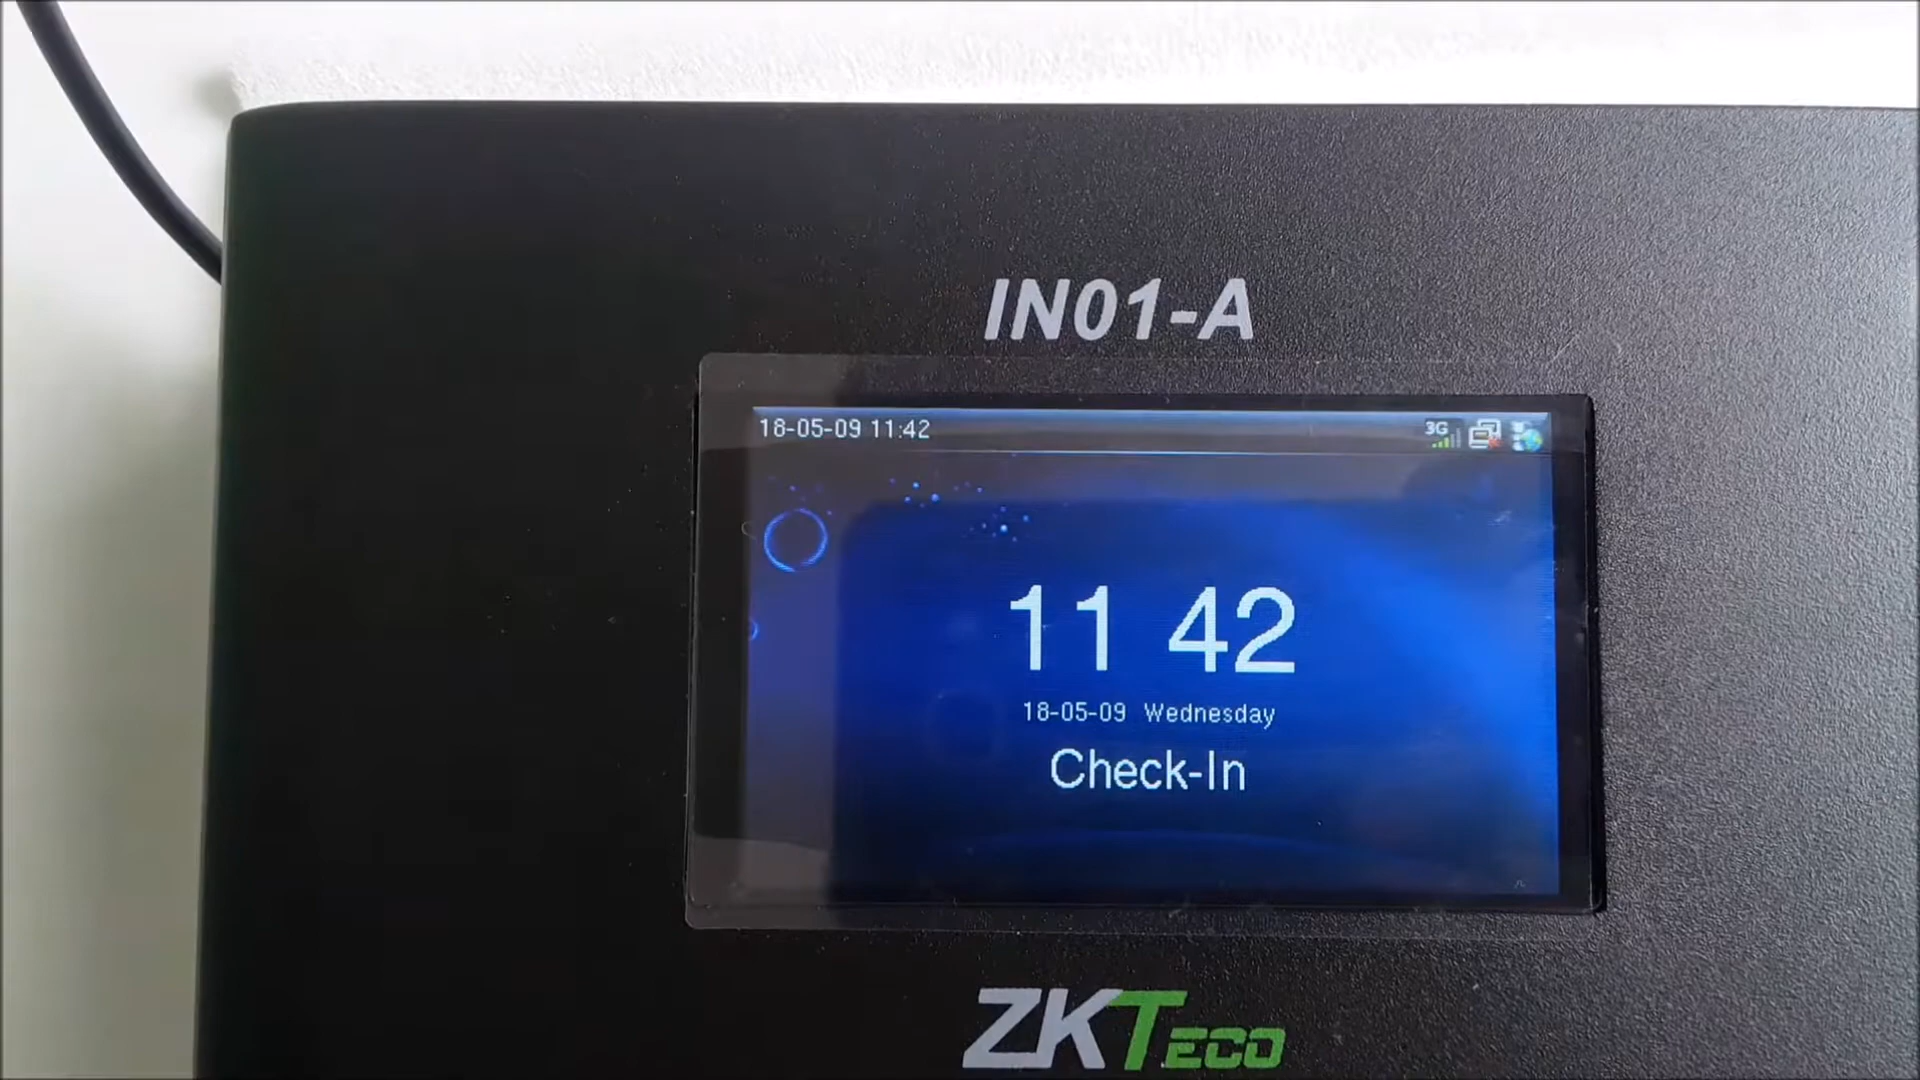 IN01-A
18-05-09 11:42
3G
11 42
18-05-09 Wednesday
Check-In
ZKTECO